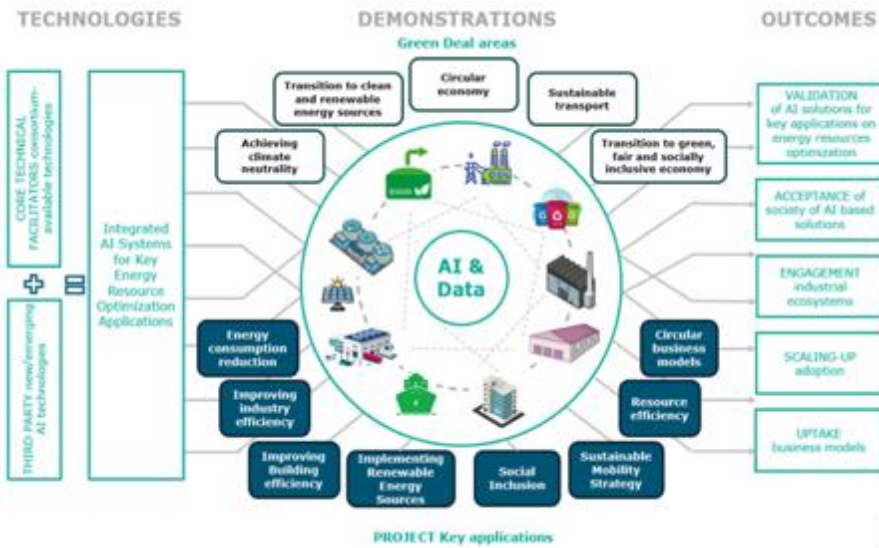 TECHNOLOGIES
DEMONSTRATIONS
OUTCOMES
Green Deal areas
CORE TECHNICAL
FACILITATORS consortium-
available technologies
THIRD PARTY new/emerging
AI technologies
Integrated
AI Systems
for Key
Energy
Resource
Optimization
Applications
Achieving
climate
neutrality
Transition to clean
and renewable
energy sources
Circular
economy
Sustainable
transport
Transition to green,
fair and socially
inclusive economy
AI &
Data
Energy
consumption
reduction
Improving
industry
efficiency
Improving
Building
efficiency
Implementing
Renewable
Energy
Sources
Social
Inclusion
Sustainable
Mobility
Strategy
Resource
efficiency
Circular
business
models
PROJECT Key applications
VALIDATION
of AI solutions for
key applications on
energy resources
optimization
ACCEPTANCE of
society of AI based
solutions
ENGAGEMENT
industrial
ecosystems
SCALING-UP
adoption
UPTAKE
business models